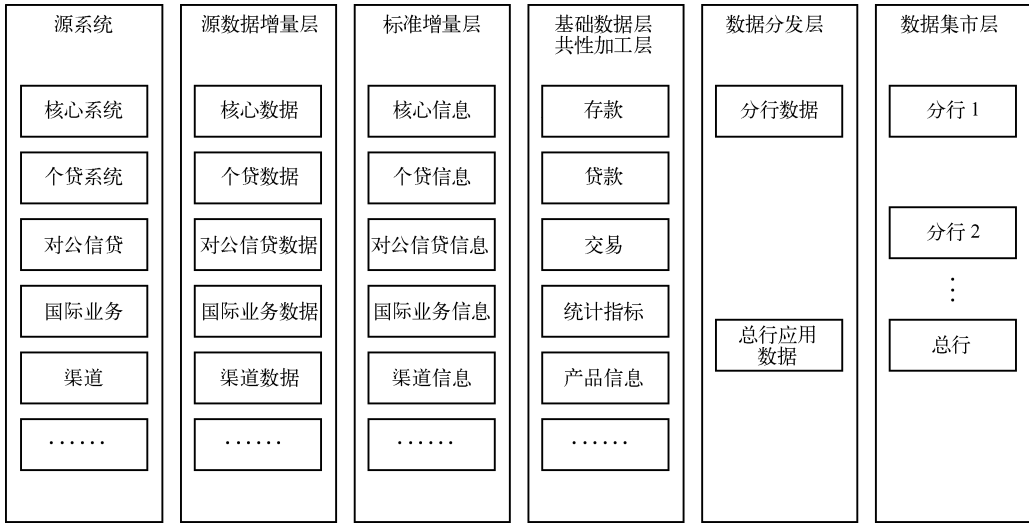 源系统
核心系统
个贷系统
对公信贷
国际业务
渠道
······
源数据增量层
核心数据
个贷数据
对公信贷数据
国际业务数据
渠道数据
······
标准增量层
核心信息
个贷信息
对公信贷信息
国际业务信息
渠道信息
······
基础数据层
共性加工层
存款
贷款
交易
统计指标
产品信息
······
数据分发层
分行数据
总行应用
数据
数据集市层
分行 1
分行 2
⋮
总行